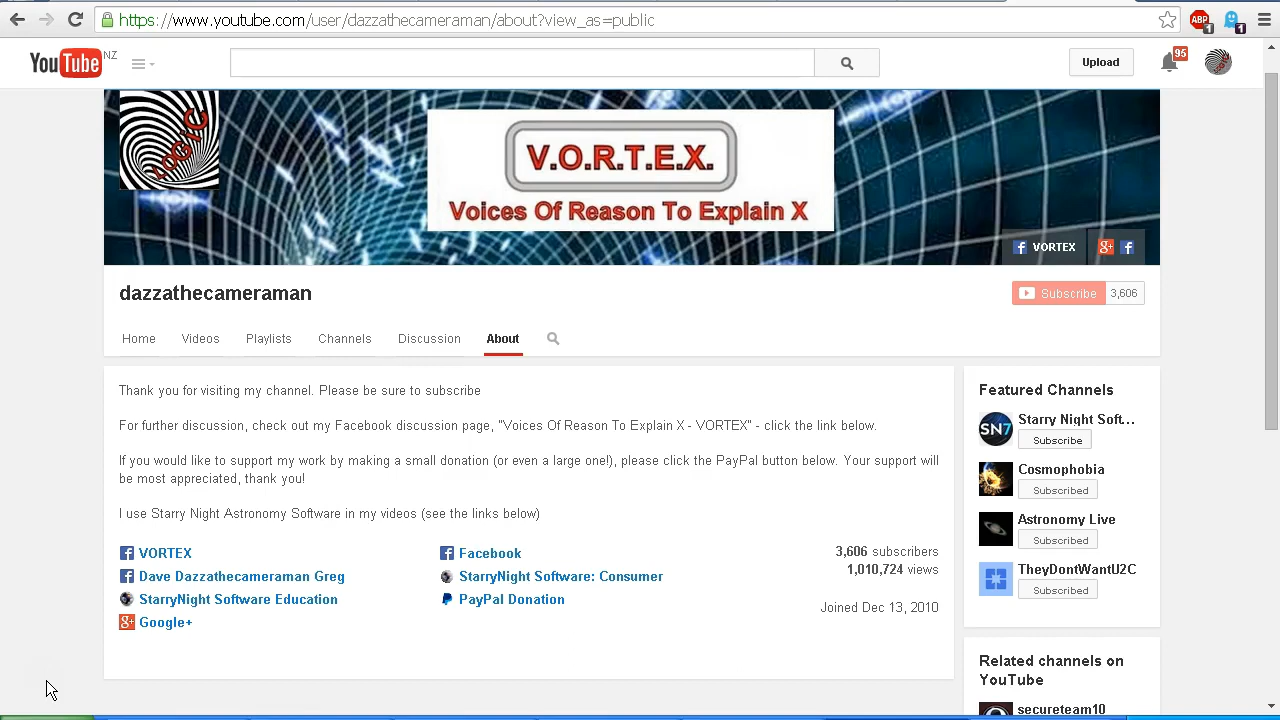 https://www.youtube.com/user/dazzathecameraman/about?view_as=public
ABP 1 1
YouTube NZ
Upload
95
LOGIC
V.O.R.T.E.X.
Voices Of Reason To Explain X
VORTEX
dazzathecameraman
Subscribe 3,606
Home Videos Playlists Channels Discussion About
Thank you for visiting my channel. Please be sure to subscribe
For further discussion, check my Facebook discussion page, "Voices Of Reason To Explain X - VORTEX" - click the link below.
If you would like to support my work by making a small donation (or even a large one!), please click the PayPal button below. Your support will
be most appreciated, thank
I use Starry Night Astronomy Software in my videos (see the links below)
VORTEX
Facebook
Dave Dazzathecameraman Greg
StarryNight Software: Consumer
StarryNight Software Education
PayPal Donation
Google+
3,606 subscribers
1,010,724 views
Joined Dec 13, 2010
Featured Channels
SN7
Starry Night Soft...
Subscribe
Cosmophobia
Subscribed
Astronomy Live
Subscribed
TheyDontWantU2C
Subscribed
Related channels on
YouTube
secureteam10